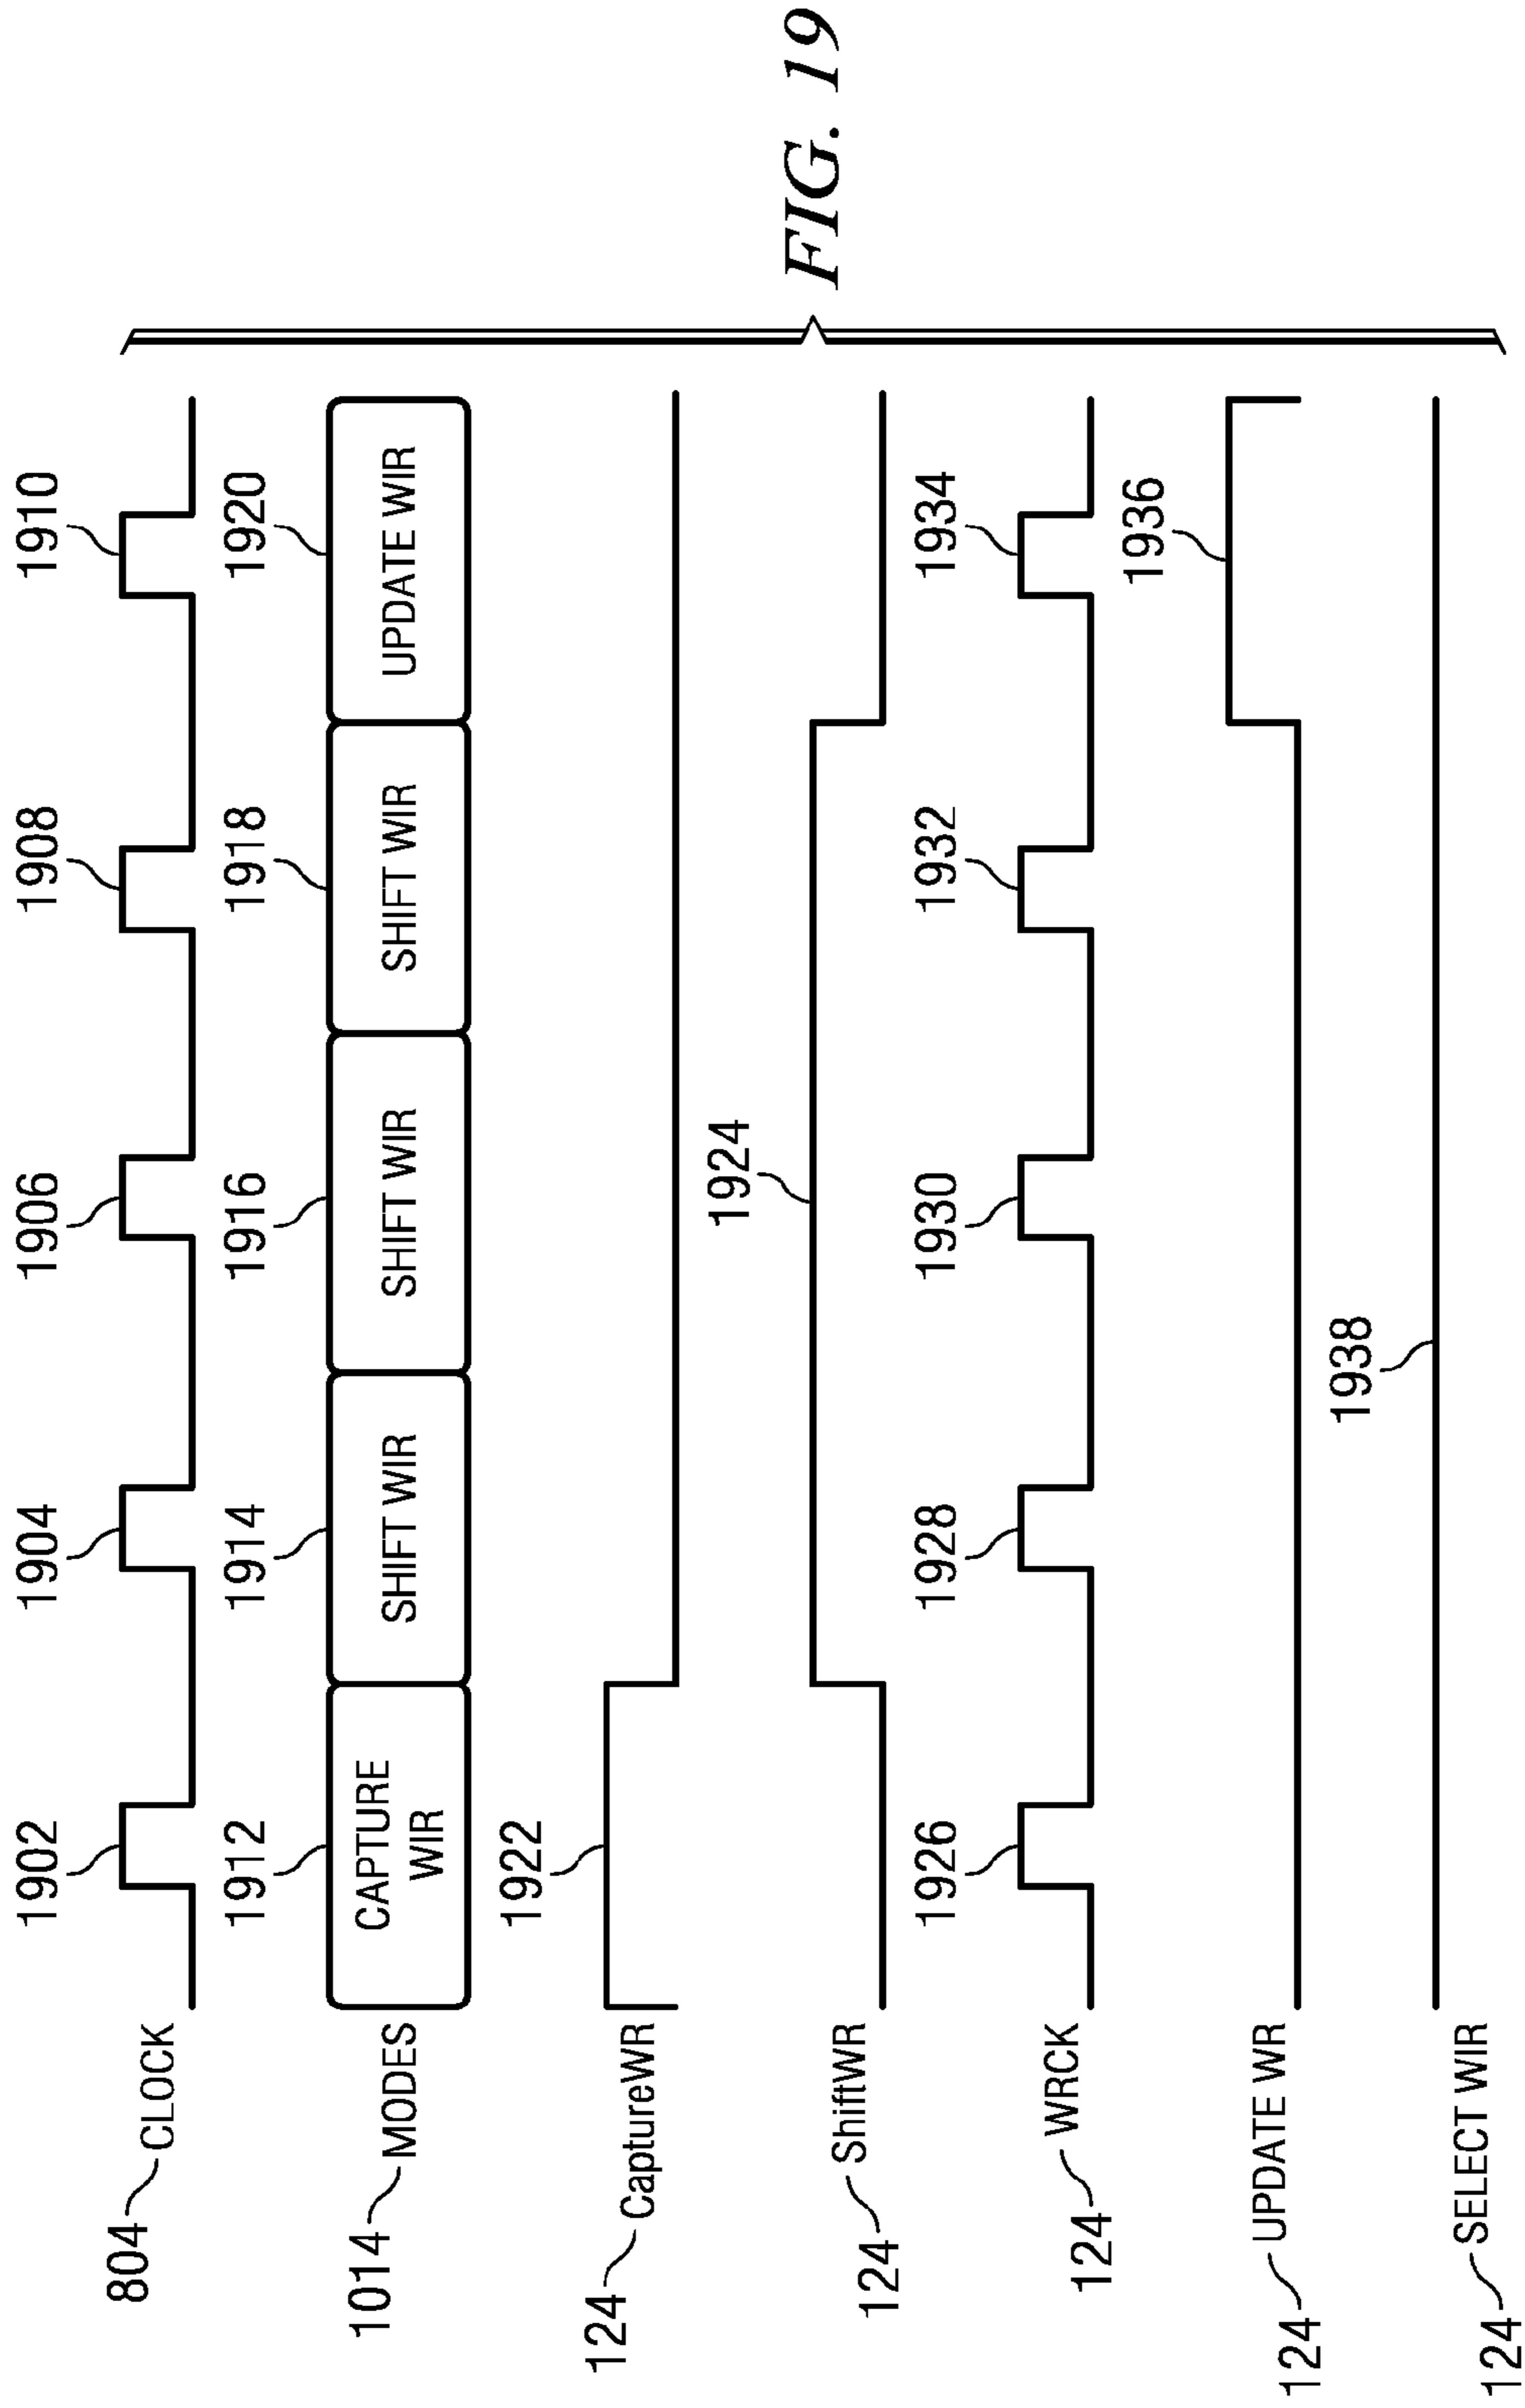 1902 1904 1906 1908 1910
804 CLOCK
1912 1914 1916 1918 1920
1014 MODES
CAPTURE
WIR
SHIFT WIR SHIFT WIR SHIFT WIR UPDATE WIR
1922
124 CaptureWR
1924
124 ShiftWR
1926 1928 1930 1932 1934
124 WRCK
1936
124 UPDATE WR
1938
124 SELECT WIR
FIG. 19